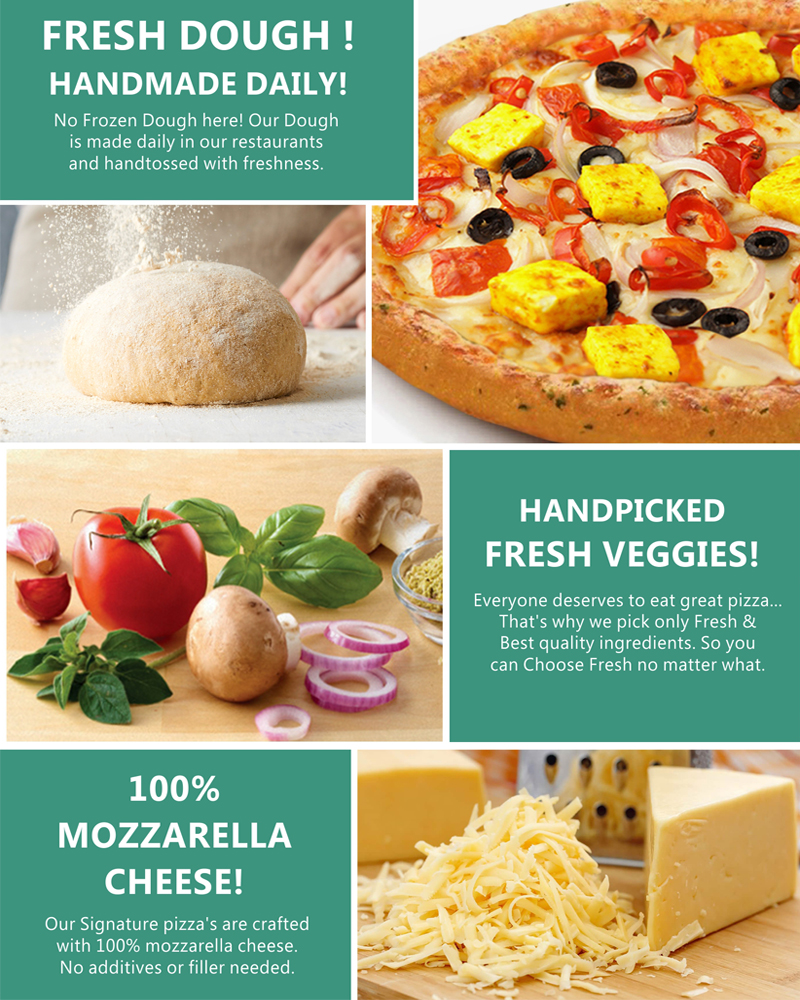 FRESH DOUGH !
HANDMADE DAILY!
No Frozen Dough here! Our Dough
is made daily in our restaurants
and handtossed with freshness.
HANDPICKED
FRESH VEGGIES!
Everyone deserves to eat great pizza...
That's why we pick only Fresh &
Best quality ingredients. So you
can Choose Fresh no matter what.
100%
MOZZARELLA
CHEESE!
Our Signature pizza's are crafted
with 100% mozzarella cheese.
No additives or filler needed.